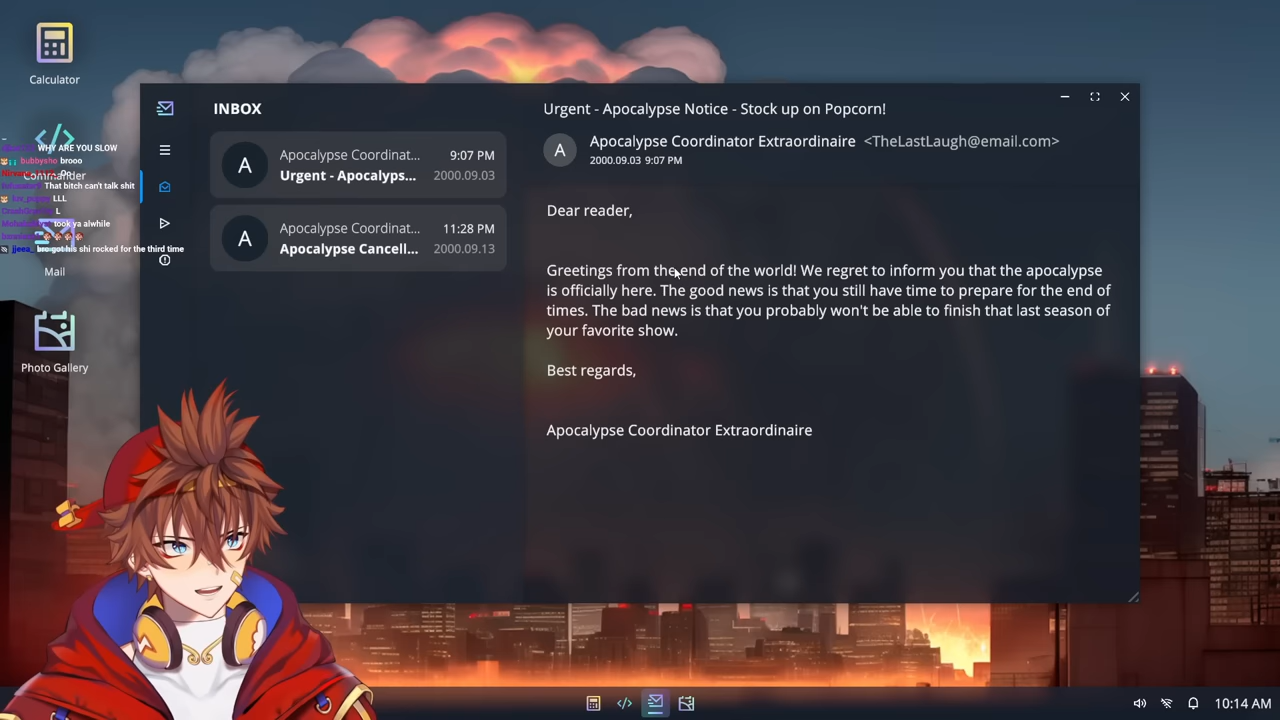 Calculator
Commander
Mail
Photo Gallery
WHY ARE YOU SLOW
bubbysho brooo
That bitch can't talk shit
LLL
L
took ya alwhile
jjeea_ bro got his shi rocked for the third time
INBOX
A
Apocalypse Coordinat... 9:07 PM
Urgent - Apocalyps... 2000.09.03
A
Apocalypse Coordinat... 11:28 PM
Apocalypse Cancell... 2000.09.13
Urgent - Apocalypse Notice - Stock up on Popcorn!
A
Apocalypse Coordinator Extraordinaire <TheLastLaugh@email.com>
2000.09.03 9:07 PM
Dear reader,
Greetings from the end of the world! We regret to inform you that the apocalypse
is officially here. The good news is that you still have time to prepare for the end of
times. The bad news is that you probably won't be able to finish that last season of
your favorite show.
Best regards,
Apocalypse Coordinator Extraordinaire
10:14 AM